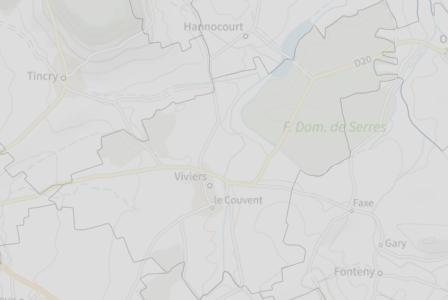 Hannocourt
D20
Tincry
F. Dom. de Serres
Viviers
le Couvent
Faxe
Gary
Fonteny